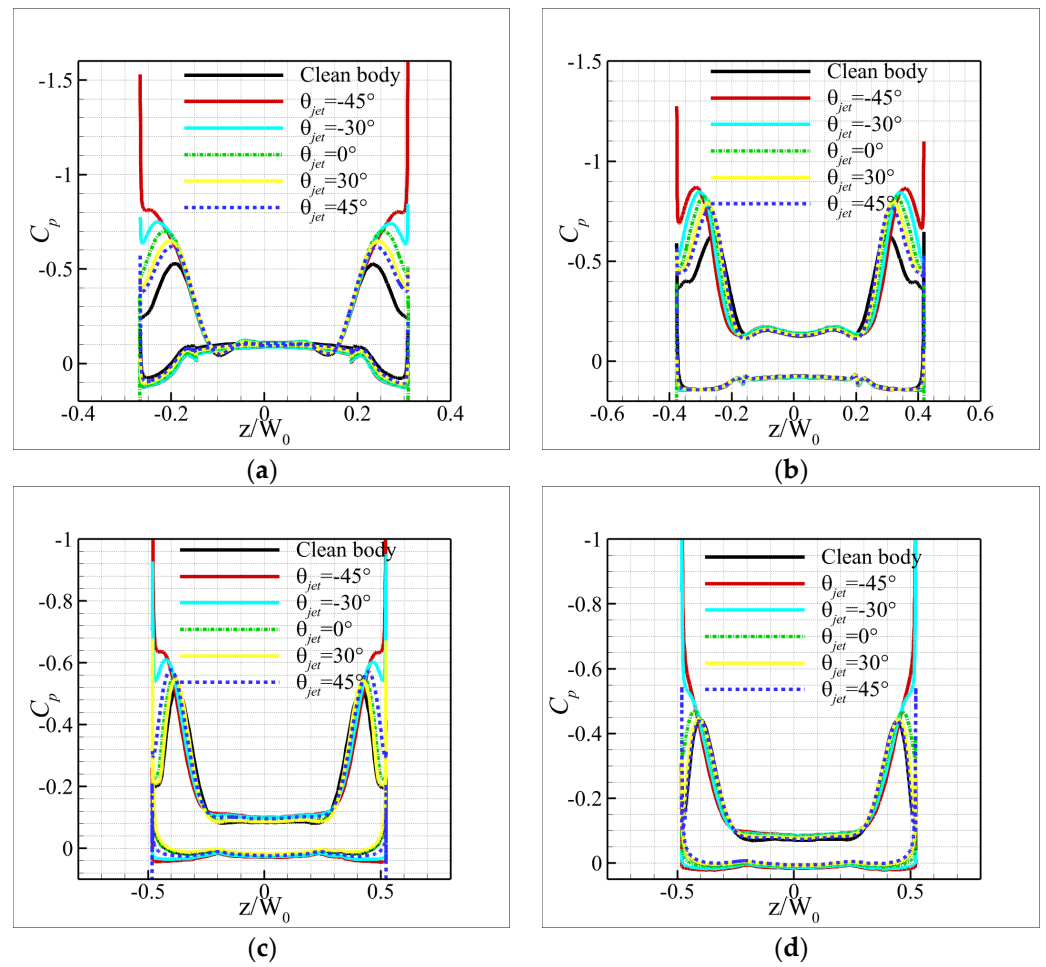 -1.5
-1
-0.5
0
C_p
Clean body
θ_jet=-45°
θ_jet=-30°
θ_jet=0°
θ_jet=30°
θ_jet=45°
-0.4 -0.2 0 0.2 0.4
z/W_0
(a)
-1.5
-1
-0.5
0
C_p
Clean body
θ_jet=-45°
θ_jet=-30°
θ_jet=0°
θ_jet=30°
θ_jet=45°
-0.6 -0.4 -0.2 0 0.2 0.4 0.6
z/W_0
(b)
-1
-0.8
-0.6
-0.4
-0.2
0
C_p
Clean body
θ_jet=-45°
θ_jet=-30°
θ_jet=0°
θ_jet=30°
θ_jet=45°
-0.5 0 0.5
z/W_0
(c)
-1
-0.8
-0.6
-0.4
-0.2
0
C_p
Clean body
θ_jet=-45°
θ_jet=-30°
θ_jet=0°
θ_jet=30°
θ_jet=45°
-0.5 0 0.5
z/W_0
(d)